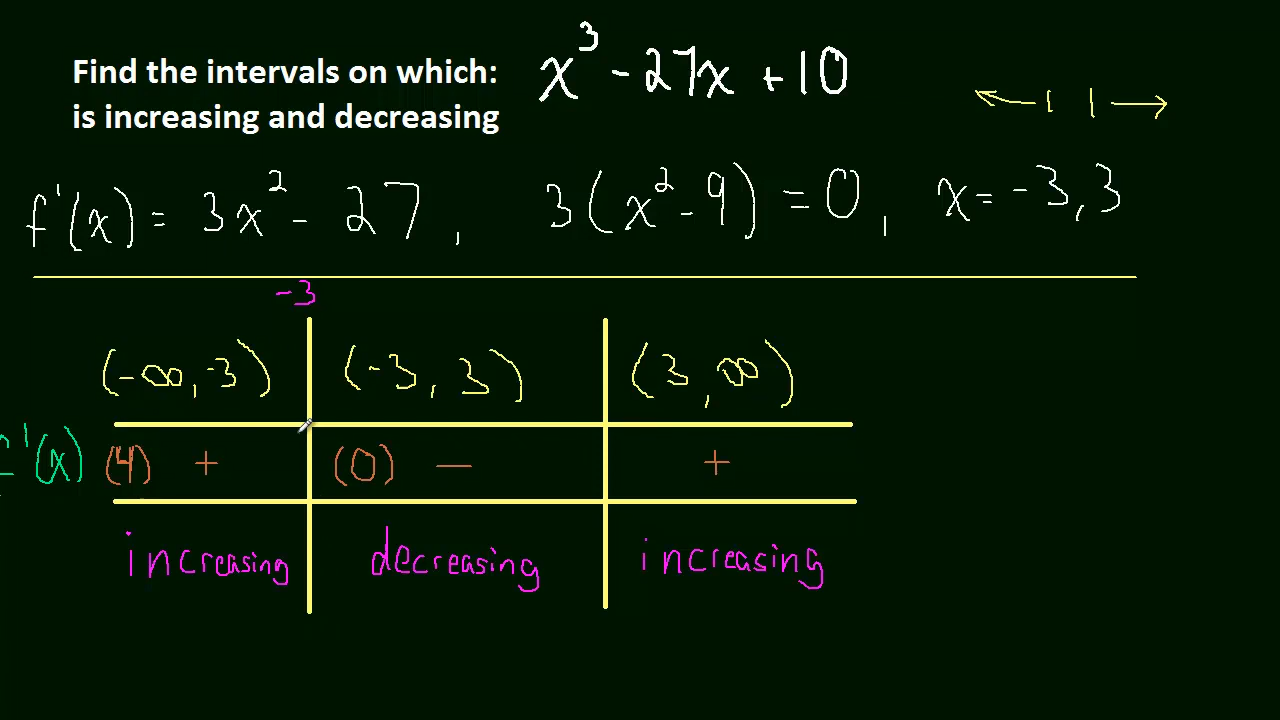 Find the intervals on which: x³ - 27x + 10
is increasing and decreasing
f'(x) = 3x² - 27, 3(x² - 9) = 0, x = -3, 3
-3
(-∞, -3) (-3, 3) (3, ∞)
f'(x) (4) + (0) — +
increasing decreasing increasing